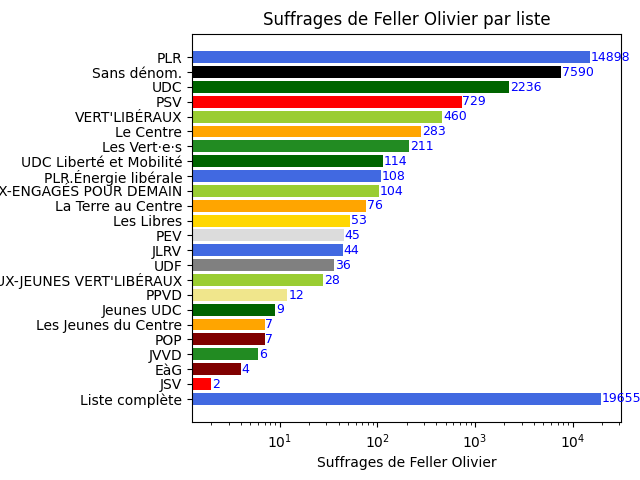 Suffrages de Feller Olivier par liste
PLR 14898
Sans dénom. 7590
UDC 2236
PSV 729
VERT'LIBÉRAUX 460
Le Centre 283
Les Vert·e·s 211
UDC Liberté et Mobilité 114
PLR.Énergie libérale 108
X-ENGAGÉS POUR DEMAIN 104
La Terre au Centre 76
Les Libres 53
PEV 45
JLRV 44
UDF 36
UX-JEUNES VERT'LIBÉRAUX 28
PPVD 12
Jeunes UDC 9
Les Jeunes du Centre 7
POP 7
JVVD 6
EàG 4
JSV 2
Liste complète 19655
10¹ 10² 10³ 10⁴
Suffrages de Feller Olivier